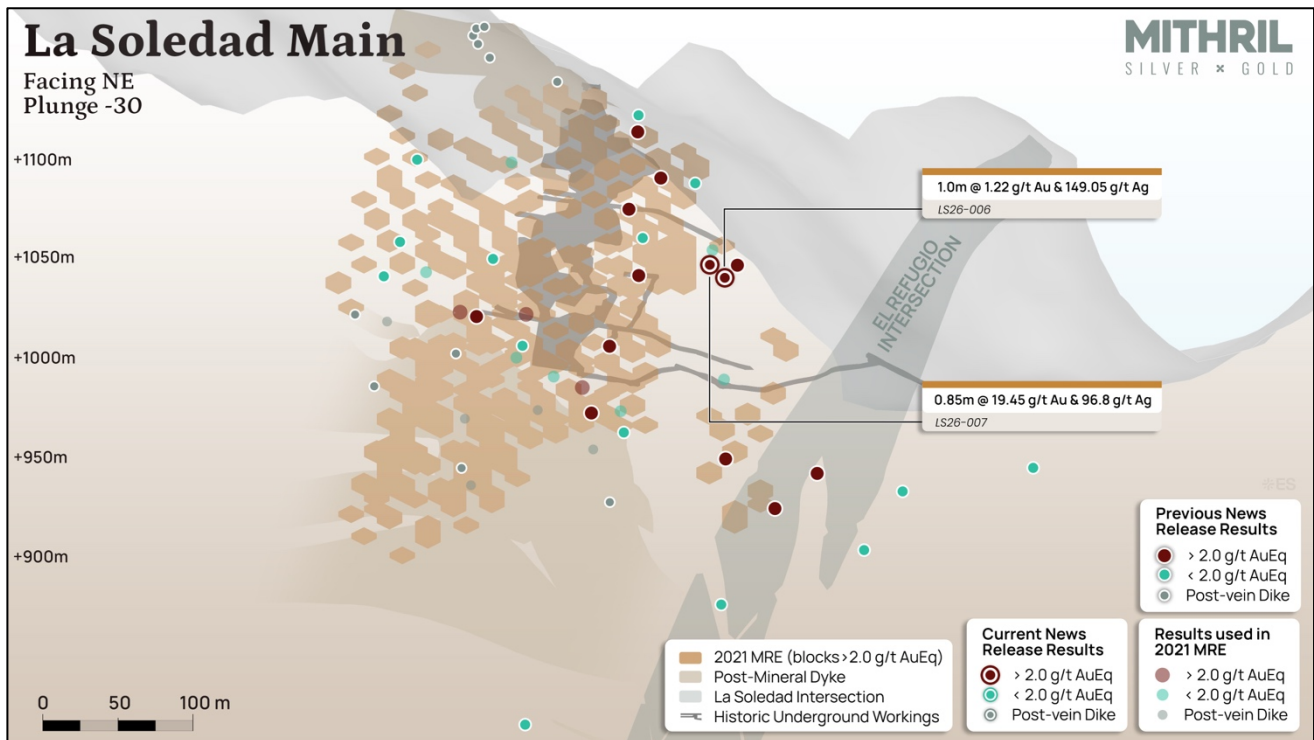 La Soledad Main
Facing NE
Plunge -30
MITHRIL
SILVER × GOLD
+1100m
+1050m
+1000m
+950m
+900m
1.0m @ 1.22 g/t Au & 149.05 g/t Ag
LS26-006
EL REFUGIO
INTERSECTION
0.85m @ 19.45 g/t Au & 96.8 g/t Ag
LS26-007
ES
Previous News
Release Results
> 2.0 g/t AuEq
< 2.0 g/t AuEq
Post-vein Dike
2021 MRE (blocks>2.0 g/t AuEq)
Post-Mineral Dyke
La Soledad Intersection
Historic Underground Workings
Current News
Release Results
> 2.0 g/t AuEq
< 2.0 g/t AuEq
Post-vein Dike
Results used in
2021 MRE
> 2.0 g/t AuEq
< 2.0 g/t AuEq
Post-vein Dike
0 50 100 m